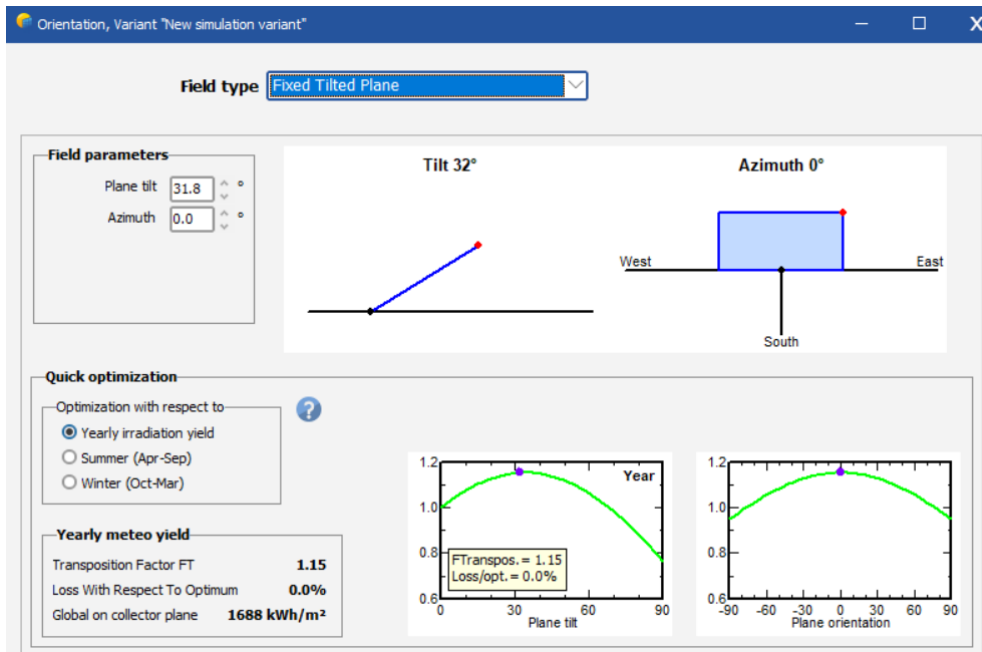 Orientation, Variant "New simulation variant"
Field type Fixed Tilted Plane
Field parameters
Plane tilt 31.8 °
Azimuth 0.0 °
Tilt 32°
Azimuth 0°
West
East
South
Quick optimization
Optimization with respect to
Yearly irradiation yield
Summer (Apr-Sep)
Winter (Oct-Mar)
?
Yearly meteo yield
Transposition Factor FT 1.15
Loss With Respect To Optimum 0.0%
Global on collector plane 1688 kWh/m²
1.2
Year
1.0
0.8
FTranspos. = 1.15
Loss/opt. = 0.0%
0.6
0 30 60 90
Plane tilt
1.2
1.0
0.8
0.6
-90 -60 -30 0 30 60 90
Plane orientation